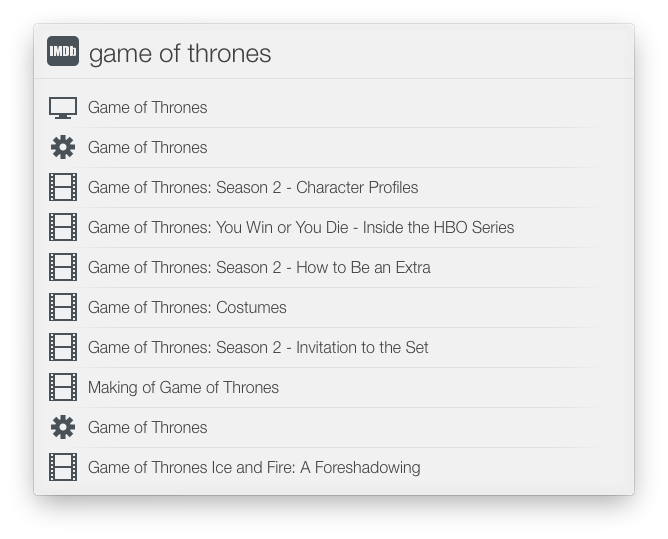 IMDb
game of thrones
Game of Thrones
Game of Thrones
Game of Thrones: Season 2 - Character Profiles
Game of Thrones: You Win or You Die - Inside the HBO Series
Game of Thrones: Season 2 - How to Be an Extra
Game of Thrones: Costumes
Game of Thrones: Season 2 - Invitation to the Set
Making of Game of Thrones
Game of Thrones
Game of Thrones Ice and Fire: A Foreshadowing